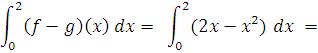 ∫₀² (f − g)(x) dx = ∫₀² (2x − x²) dx =